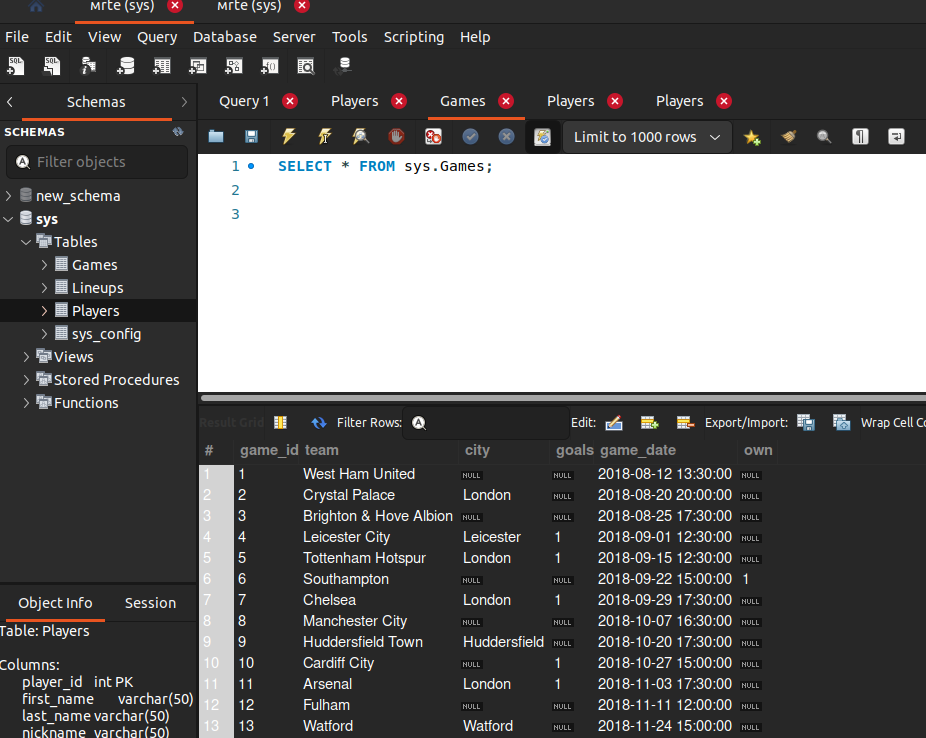 Mrte (sys) Mrte (sys)
File Edit View Query Database Server Tools Scripting Help
Schemas
Query 1 Players Games Players Players
SCHEMAS
Filter objects
Limit to 1000 rows
new_schema
sys
Tables
Games
Lineups
Players
sys_config
Views
Stored Procedures
Functions
1 SELECT * FROM sys.Games;
2
3
Result Grid Filter Rows: Edit: Export/Import: Wrap Cell Co
# game_id team city goals game_date own
1 1 West Ham United NULL NULL 2018-08-12 13:30:00 NULL
2 2 Crystal Palace London NULL 2018-08-20 20:00:00 NULL
3 3 Brighton & Hove Albion NULL NULL 2018-08-25 17:30:00 NULL
4 4 Leicester City Leicester 1 2018-09-01 12:30:00 NULL
5 5 Tottenham Hotspur London 1 2018-09-15 12:30:00 NULL
6 6 Southampton NULL NULL 2018-09-22 15:00:00 1
7 7 Chelsea London 1 2018-09-29 17:30:00 NULL
8 8 Manchester City NULL NULL 2018-10-07 16:30:00 NULL
9 9 Huddersfield Town Huddersfield NULL 2018-10-20 17:30:00 NULL
10 10 Cardiff City NULL 1 2018-10-27 15:00:00 NULL
11 11 Arsenal London 1 2018-11-03 17:30:00 NULL
12 12 Fulham NULL NULL 2018-11-11 12:00:00 NULL
13 13 Watford Watford NULL 2018-11-24 15:00:00 NULL
Object Info Session
Table: Players
Columns:
player_id int PK
first_name varchar(50)
last_name varchar(50)
nickname varchar(50)